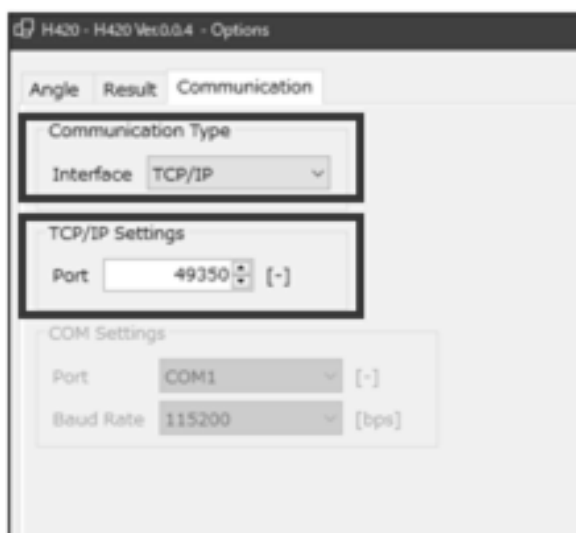 H420 - H420 Ver.0.0.4 - Options
Angle Result Communication
Communication Type
Interface TCP/IP
TCP/IP Settings
Port 49350 [-]
COM Settings
Port COM1 [-]
Baud Rate 115200 [bps]